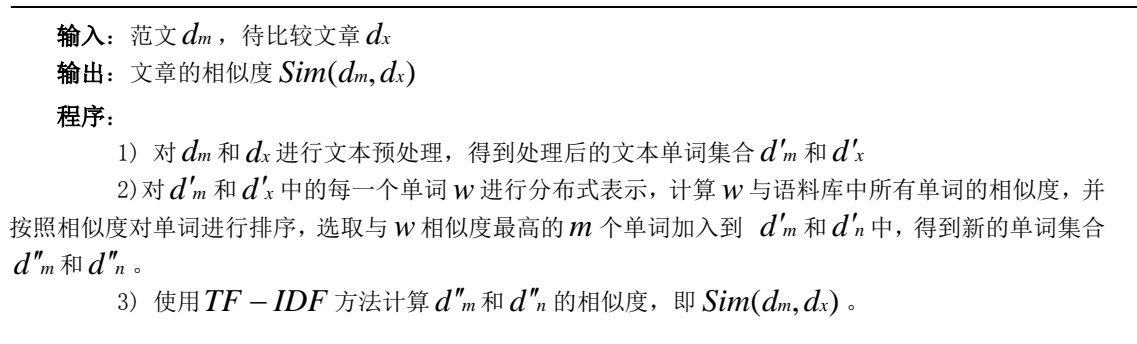 输入：范文 dm，待比较文章 dx
输出：文章的相似度 Sim(dm, dx)
程序：
1) 对 dm 和 dx 进行文本预处理，得到处理后的文本单词集合 d′m 和 d′x
2)对 d′m 和 d′x 中的每一个单词 w 进行分布式表示，计算 w 与语料库中所有单词的相似度，并
按照相似度对单词进行排序，选取与 w 相似度最高的 m 个单词加入到 d′m 和 d′n 中，得到新的单词集合
d″m 和 d″n 。
3) 使用 TF − IDF 方法计算 d″m 和 d″n 的相似度，即 Sim(dm, dx) 。